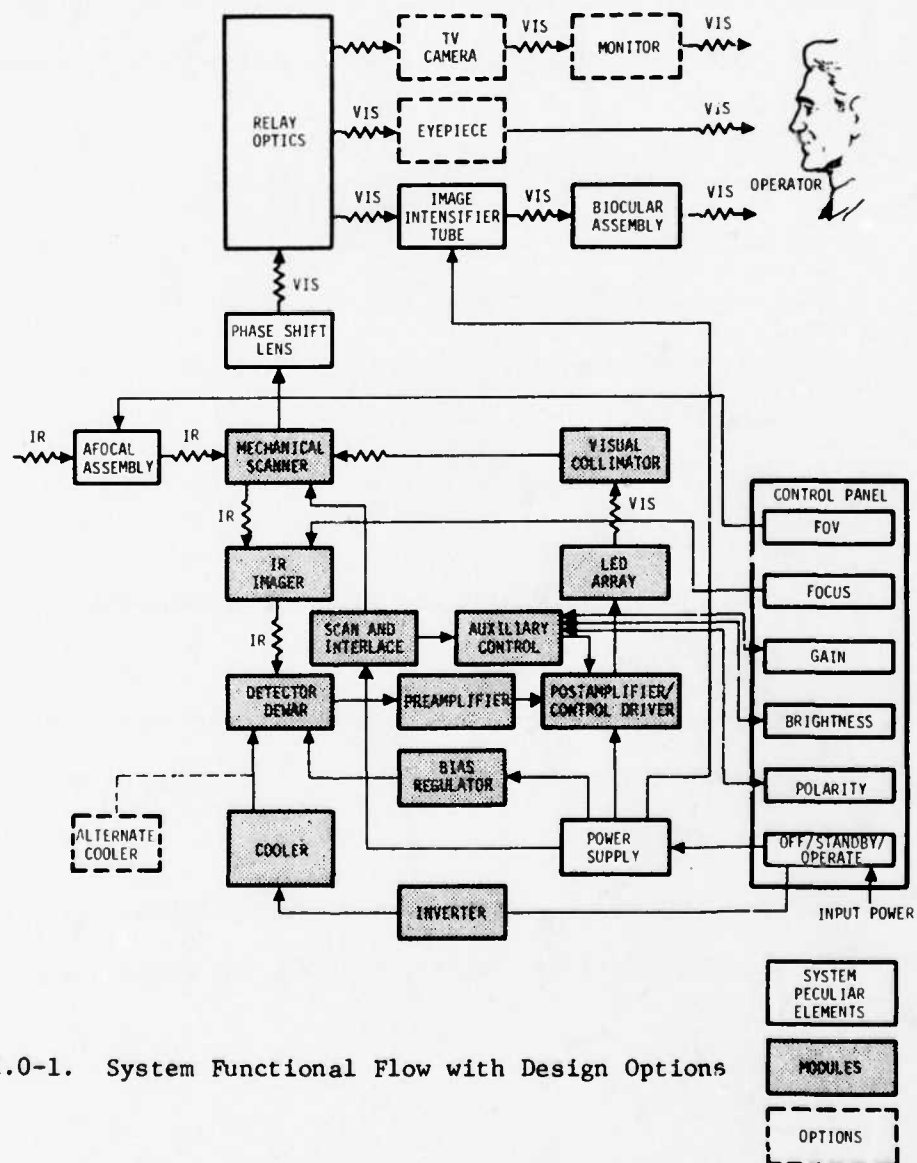 VIS
VIS
TV
CAMERA
MONITOR
RELAY
OPTICS
VIS
VIS
EYEPIECE
OPERATOR
VIS
VIS
VIS
IMAGE
INTENSIFIER
TUBE
BIOCULAR
ASSEMBLY
VIS
PHASE SHIFT
LENS
IR
IR
AFOCAL
ASSEMBLY
MECHANICAL
SCANNER
VISUAL
COLLIMATOR
CONTROL PANEL
FOV
IR
VIS
IR
IMAGER
LED
ARRAY
FOCUS
IR
SCAN AND
INTERLACE
AUXILIARY
CONTROL
GAIN
DETECTOR
DEWAR
PREAMPLIFIER
POSTAMPLIFIER/
CONTROL DRIVER
BRIGHTNESS
BIAS
REGULATOR
POLARITY
ALTERNATE
COOLER
COOLER
POWER
SUPPLY
OFF/STANDBY/
OPERATE
INVERTER
INPUT POWER
SYSTEM
PECULIAR
ELEMENTS
.0-1. System Functional Flow with Design Options
MODULES
OPTIONS